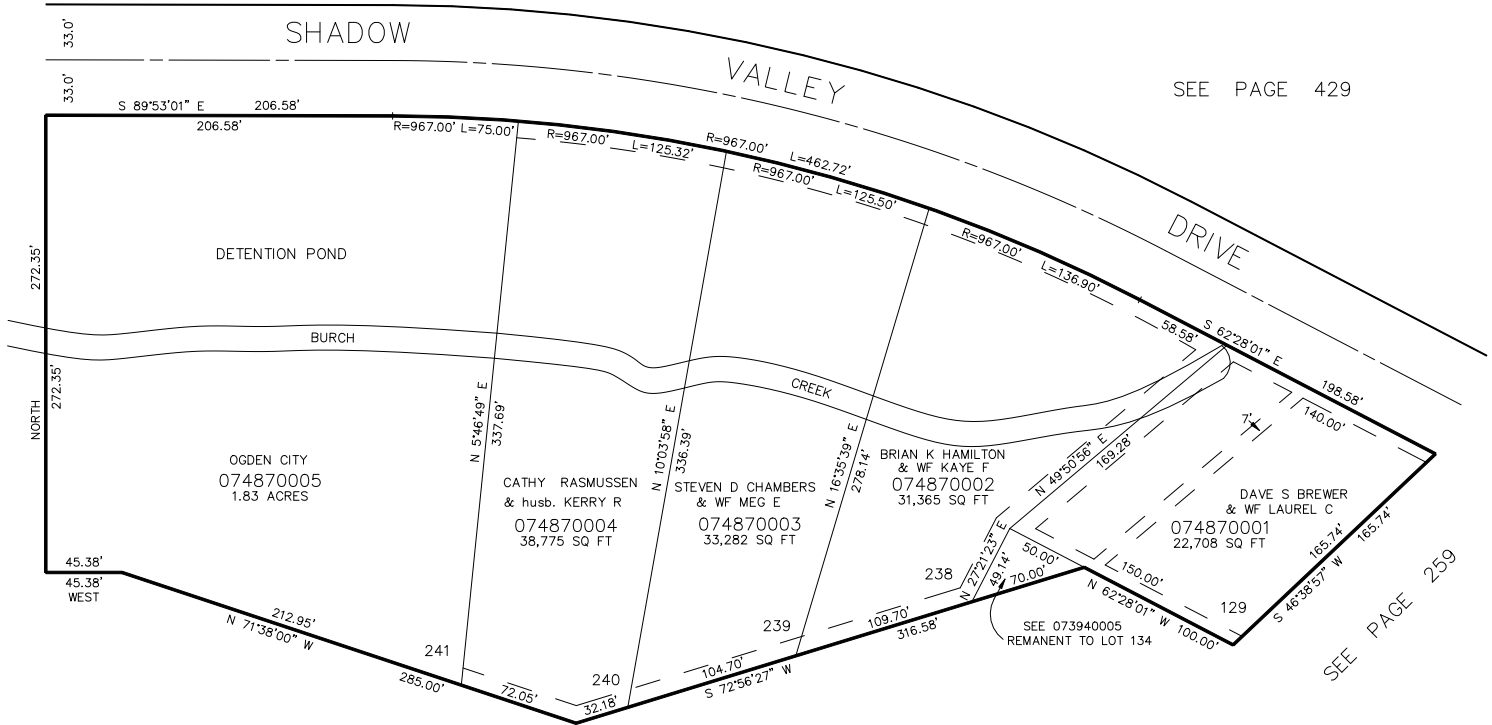 SHADOW
VALLEY
DRIVE
SEE PAGE 429
33.0'
33.0'
S 89°53'01" E 206.58'
206.58'
R=967.00' L=75.00'
R=967.00' L=125.32'
R=967.00' L=462.72'
R=967.00' L=125.50'
R=967.00' L=136.90'
58.58'
S 62°28'01" E
198.58'
140.00'
7'
272.35'
272.35'
NORTH
DETENTION POND
BURCH
CREEK
OGDEN CITY
074870005
1.83 ACRES
N 5°46'49" E
337.69'
CATHY RASMUSSEN
& husb. KERRY R
074870004
38,775 SQ FT
N 10°03'58" E
336.39'
STEVEN D CHAMBERS
& WF MEG E
074870003
33,282 SQ FT
N 16°35'39" E
278.14'
BRIAN K HAMILTON
& WF KAYE F
074870002
31,365 SQ FT
N 49°50'56" E
169.28'
N 27°21'23" E
49.14'
DAVE S BREWER
& WF LAUREL C
074870001
22,708 SQ FT
165.74'
165.74'
S 46°38'57" W
50.00'
70.00'
150.00'
N 62°28'01" W 100.00'
129
238
239
240
241
45.38'
45.38'
WEST
212.95'
N 71°38'00" W
285.00'
72.05'
32.18'
104.70'
S 72°56'27" W
109.70'
316.58'
SEE 073940005
REMANENT TO LOT 134
SEE PAGE 259